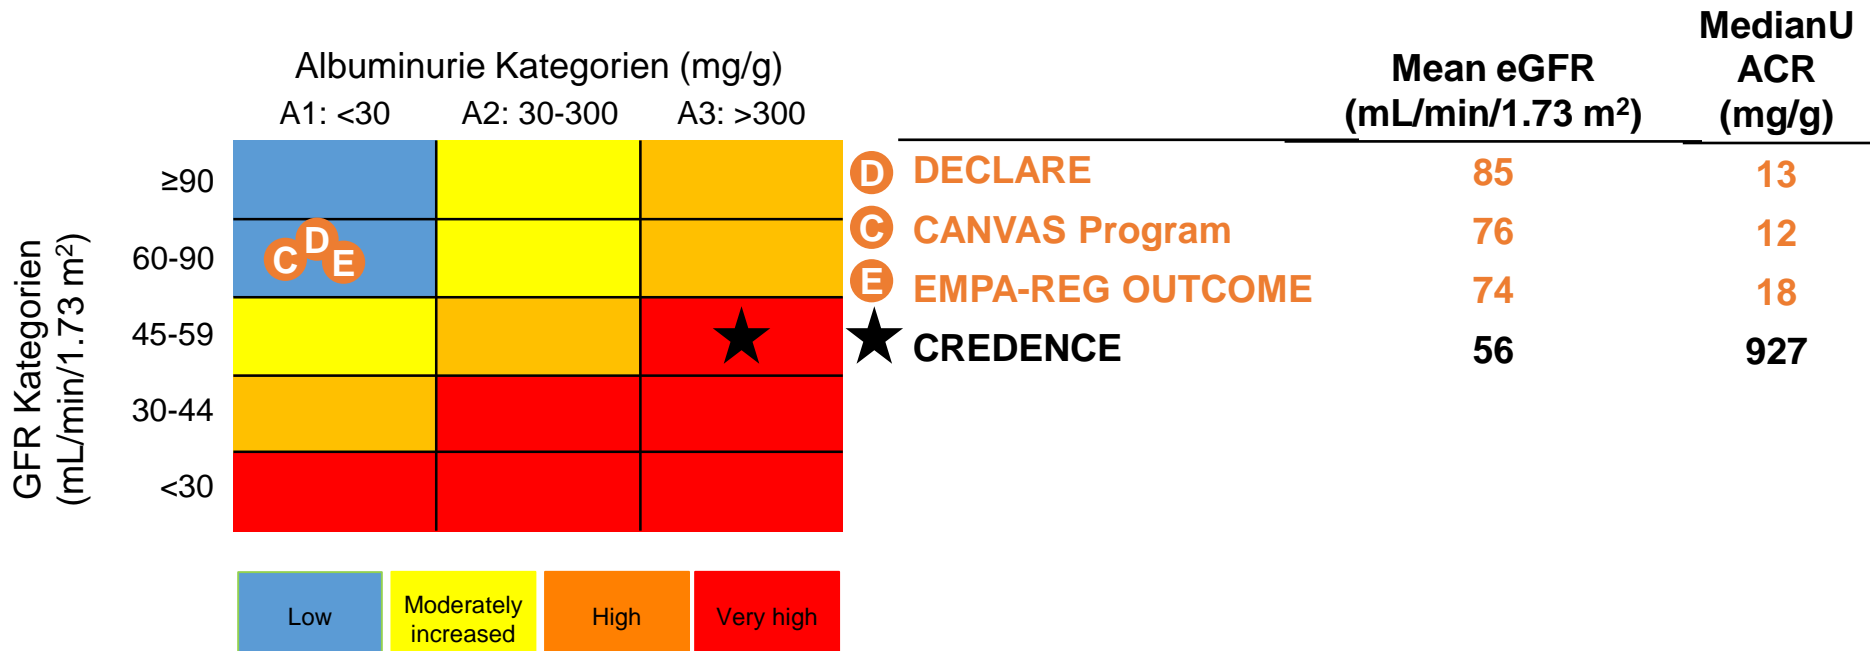 Albuminurie Kategorien (mg/g)
A1: <30 A2: 30-300 A3: >300
GFR Kategorien
(mL/min/1.73 m²)
≥90
60-90
45-59
30-44
<30
C D E
Low
Moderately
increased
High
Very high
Mean eGFR
(mL/min/1.73 m²)
MedianU
ACR
(mg/g)
D DECLARE 85 13
C CANVAS Program 76 12
E EMPA-REG OUTCOME 74 18
CREDENCE 56 927